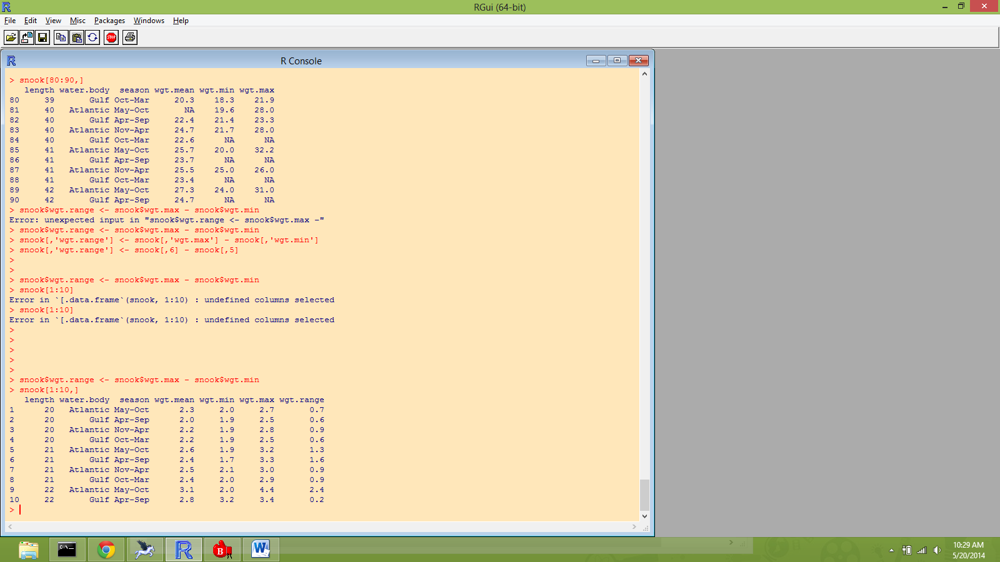 RGui (64-bit)
File Edit View Misc Packages Windows Help
STOP
R Console
> snook[80:90,]
   length water.body  season wgt.mean wgt.min wgt.max
80     39       Gulf Oct-Mar     20.3    18.3    21.9
81     40   Atlantic May-Oct       NA    19.6    28.0
82     40       Gulf Apr-Sep     22.4    21.4    23.3
83     40   Atlantic Nov-Apr     24.7    21.7    28.0
84     40       Gulf Oct-Mar     22.6      NA      NA
85     41   Atlantic May-Oct     25.7    20.0    32.2
86     41       Gulf Apr-Sep     23.7      NA      NA
87     41   Atlantic Nov-Apr     25.5    25.0    26.0
88     41       Gulf Oct-Mar     23.4      NA      NA
89     42   Atlantic May-Oct     27.3    24.0    31.0
90     42       Gulf Apr-Sep     24.7      NA      NA
> snook$wgt.range <- snook$wgt.max – snook$wgt.min
Error: unexpected input in "snook$wgt.range <- snook$wgt.max –"
> snook$wgt.range <- snook$wgt.max - snook$wgt.min
> snook[,'wgt.range'] <- snook[,'wgt.max'] - snook[,'wgt.min']
> snook[,'wgt.range'] <- snook[,6] - snook[,5]
>
>
> snook$wgt.range <- snook$wgt.max - snook$wgt.min
> snook[1:10]
Error in `[.data.frame`(snook, 1:10) : undefined columns selected
> snook[1:10]
Error in `[.data.frame`(snook, 1:10) : undefined columns selected
>
>
>
>
>
> snook$wgt.range <- snook$wgt.max - snook$wgt.min
> snook[1:10,]
   length water.body  season wgt.mean wgt.min wgt.max wgt.range
1      20   Atlantic May-Oct      2.3     2.0     2.7       0.7
2      20       Gulf Apr-Sep      2.0     1.9     2.5       0.6
3      20   Atlantic Nov-Apr      2.2     1.9     2.8       0.9
4      20       Gulf Oct-Mar      2.2     1.9     2.5       0.6
5      21   Atlantic May-Oct      2.6     1.9     3.2       1.3
6      21       Gulf Apr-Sep      2.4     1.7     3.3       1.6
7      21   Atlantic Nov-Apr      2.5     2.1     3.0       0.9
8      21       Gulf Oct-Mar      2.4     2.0     2.9       0.9
9      22   Atlantic May-Oct      3.1     2.0     4.4       2.4
10     22       Gulf Apr-Sep      2.8     3.2     3.4       0.2
>
10:29 AM
5/20/2014